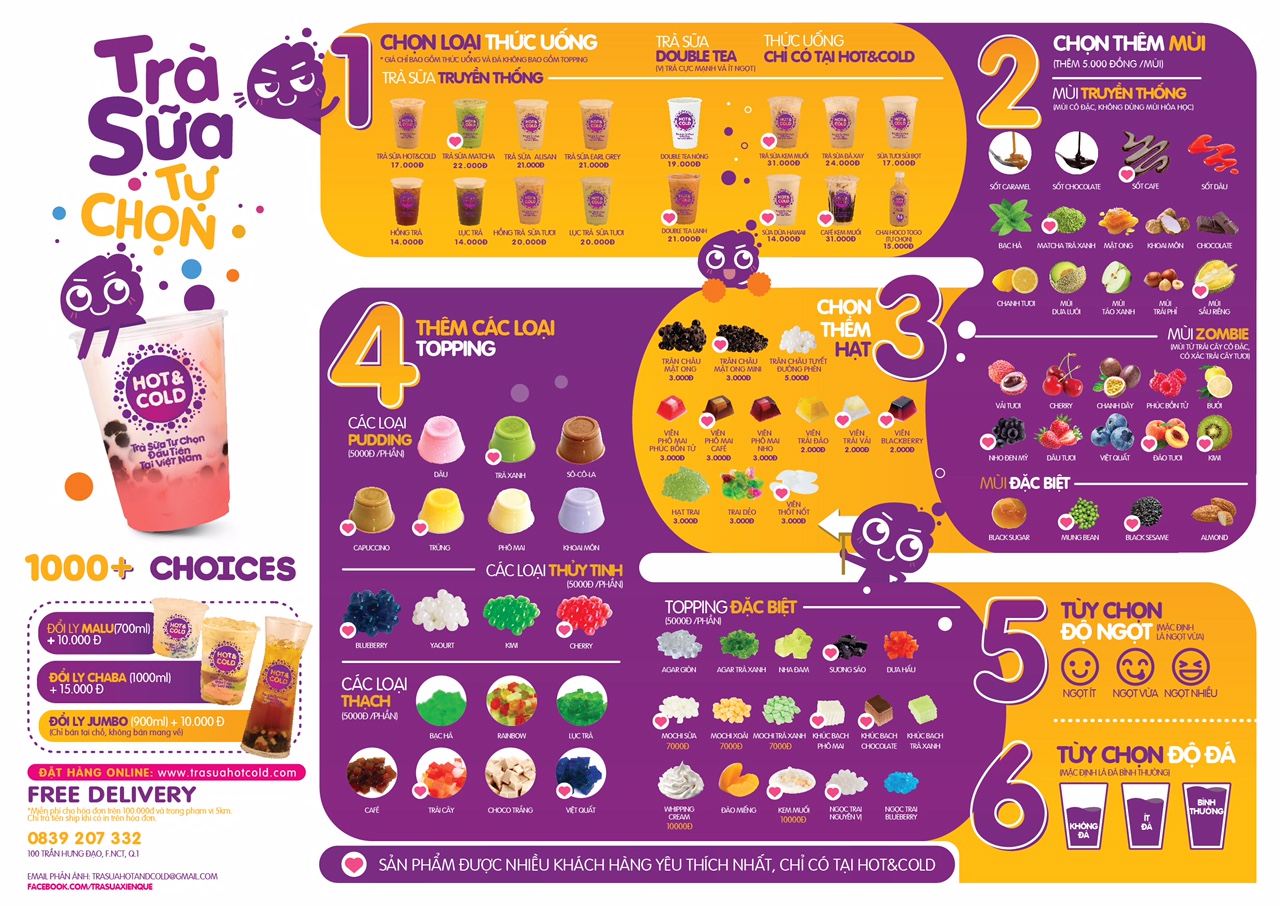 Trà
Sữa
TỰ
CHỌN
HOT &
COLD
Trà Sữa Tự Chọn
Đầu Tiên
Tại Việt Nam
1000+ CHOICES
ĐỔI LY MALU(700ml)
+ 10.000 Đ
ĐỔI LY CHABA (1000ml)
+ 15.000 Đ
ĐỔI LY JUMBO (900ml) + 10.000 Đ
(Chỉ bán tại chỗ, không bán mang về)
ĐẶT HÀNG ONLINE: www.trasuahotcold.com
FREE DELIVERY
*Miễn phí cho hóa đơn trên 100.000đ và trong phạm vi 5km.
Chỉ trả tiền ship khi có in trên hóa đơn.
0839 207 332
100 TRẦN HƯNG ĐẠO, F.NCT, Q.1
EMAIL PHẢN ÁNH: TRASUAHOTANDCOLD@GMAIL.COM
FACEBOOK.COM/TRASUAXIENQUE
1
CHỌN LOẠI THỨC UỐNG
* GIÁ CHỈ BAO GỒM THỨC UỐNG VÀ ĐÁ KHÔNG BAO GỒM TOPPING
TRÀ SỮA TRUYỀN THỐNG
TRÀ SỮA HOT&COLD
17.000Đ
TRÀ SỮA MATCHA
22.000Đ
TRÀ SỮA ALISAN
21.000Đ
TRÀ SỮA EARL GREY
21.000Đ
HỒNG TRÀ
14.000Đ
LỤC TRÀ
14.000Đ
HỒNG TRÀ SỮA TƯƠI
20.000Đ
LỤC TRÀ SỮA TƯƠI
20.000Đ
TRÀ SỮA
DOUBLE TEA
(VỊ TRÀ CỰC MẠNH VÀ ÍT NGỌT)
DOUBLE TEA NÓNG
19.000Đ
DOUBLE TEA LẠNH
21.000Đ
THỨC UỐNG
CHỈ CÓ TẠI HOT&COLD
TRÀ SỮA KEM MUỐI
31.000Đ
TRÀ SỮA ĐÁ XAY
24.000Đ
SỮA TƯƠI SỦI BỌT
17.000Đ
SỮA DỪA HAWAII
14.000Đ
CAFÉ KEM MUỐI
31.000Đ
CHAI HOCO TOGO
(TỰ CHỌN)
15.000Đ
2
CHỌN THÊM MÙI
(THÊM 5.000 ĐỒNG /MÙI)
MÙI TRUYỀN THỐNG
(MÙI CÔ ĐẶC, KHÔNG DÙNG MÙI HÓA HỌC)
SỐT CARAMEL
SỐT CHOCOLATE
SỐT CAFE
SỐT DÂU
BẠC HÀ
MATCHA TRÀ XANH
MẬT ONG
KHOAI MÔN
CHOCOLATE
CHANH TƯƠI
MÙI
DƯA LƯỚI
MÙI
TÁO XANH
MÙI
TRÁI PHỈ
MÙI
SẦU RIÊNG
MÙI ZOMBIE
(MÙI TỪ TRÁI CÂY CÔ ĐẶC,
CÓ XÁC TRÁI CÂY TƯƠI)
VẢI TƯƠI
CHERRY
CHANH DÂY
PHÚC BỒN TỬ
BƯỞI
NHO ĐEN MỸ
DÂU TƯƠI
VIỆT QUẤT
ĐÀO TƯƠI
KIWI
MÙI ĐẶC BIỆT
BLACK SUGAR
MUNG BEAN
BLACK SESAME
ALMOND
3
CHỌN
THÊM
HẠT
TRÂN CHÂU
MẬT ONG
3.000Đ
TRÂN CHÂU
MẬT ONG MINI
3.000Đ
TRÂN CHÂU TUYẾT
ĐƯỜNG PHÈN
5.000Đ
VIÊN
PHÔ MAI
PHÚC BỒN TỬ
3.000Đ
VIÊN
PHÔ MAI
CAFÉ
3.000Đ
VIÊN
PHÔ MAI
NHO
3.000Đ
VIÊN
TRÁI ĐÀO
2.000Đ
VIÊN
TRÁI VẢI
2.000Đ
VIÊN
BLACKBERRY
2.000Đ
HẠT TRAI
3.000Đ
TRAI DẺO
3.000Đ
VIÊN
THỐT NỐT
3.000Đ
4
THÊM CÁC LOẠI
TOPPING
CÁC LOẠI
PUDDING
(5000Đ /PHẦN)
DÂU
TRÀ XANH
SÔ-CÔ-LA
CAPUCCINO
TRỨNG
PHÔ MAI
KHOAI MÔN
CÁC LOẠI THỦY TINH
(5000Đ /PHẦN)
BLUEBERRY
YAOURT
KIWI
CHERRY
CÁC LOẠI
THẠCH
(5000Đ /PHẦN)
BẠC HÀ
RAINBOW
LỤC TRÀ
CAFÉ
TRÁI CÂY
CHOCO TRẮNG
VIỆT QUẤT
TOPPING ĐẶC BIỆT
(5000Đ /PHẦN)
AGAR GIÒN
AGAR TRÀ XANH
NHA ĐAM
SƯƠNG SÁO
DƯA HẤU
MOCHI SỮA
7000Đ
MOCHI XOÀI
7000Đ
MOCHI TRÀ XANH
7000Đ
KHÚC BẠCH
PHÔ MAI
KHÚC BẠCH
CHOCOLATE
KHÚC BẠCH
TRÀ XANH
WHIPPING
CREAM
10000Đ
ĐÀO MIẾNG
KEM MUỐI
10000Đ
NGỌC TRAI
NGUYÊN VỊ
NGỌC TRAI
BLUEBERRY
5
TÙY CHỌN
ĐỘ NGỌT (MẶC ĐỊNH
LÀ NGỌT VỪA)
NGỌT ÍT
NGỌT VỪA
NGỌT NHIỀU
6
TÙY CHỌN ĐỘ ĐÁ
(MẶC ĐỊNH LÀ ĐÁ BÌNH THƯỜNG)
KHÔNG
ĐÁ
ÍT
ĐÁ
BÌNH
THƯỜNG
SẢN PHẨM ĐƯỢC NHIỀU KHÁCH HÀNG YÊU THÍCH NHẤT, CHỈ CÓ TẠI HOT&COLD